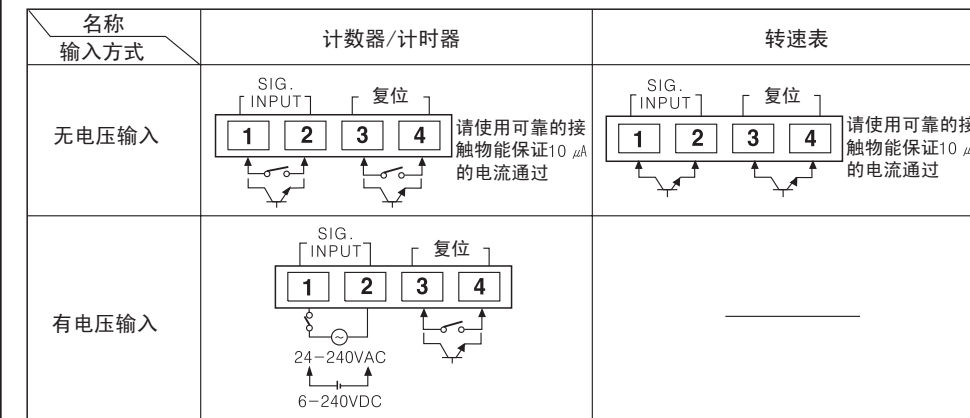 名称
输入方式
计数器/计时器
转速表
无电压输入
SIG.
INPUT
复位
1 2 3 4
请使用可靠的接
触物能保证10 μA
的电流通过
SIG.
INPUT
复位
1 2 3 4
请使用可靠的接
触物能保证10 μ
的电流通过
有电压输入
SIG.
INPUT
复位
1 2 3 4
24-240VAC
6-240VDC